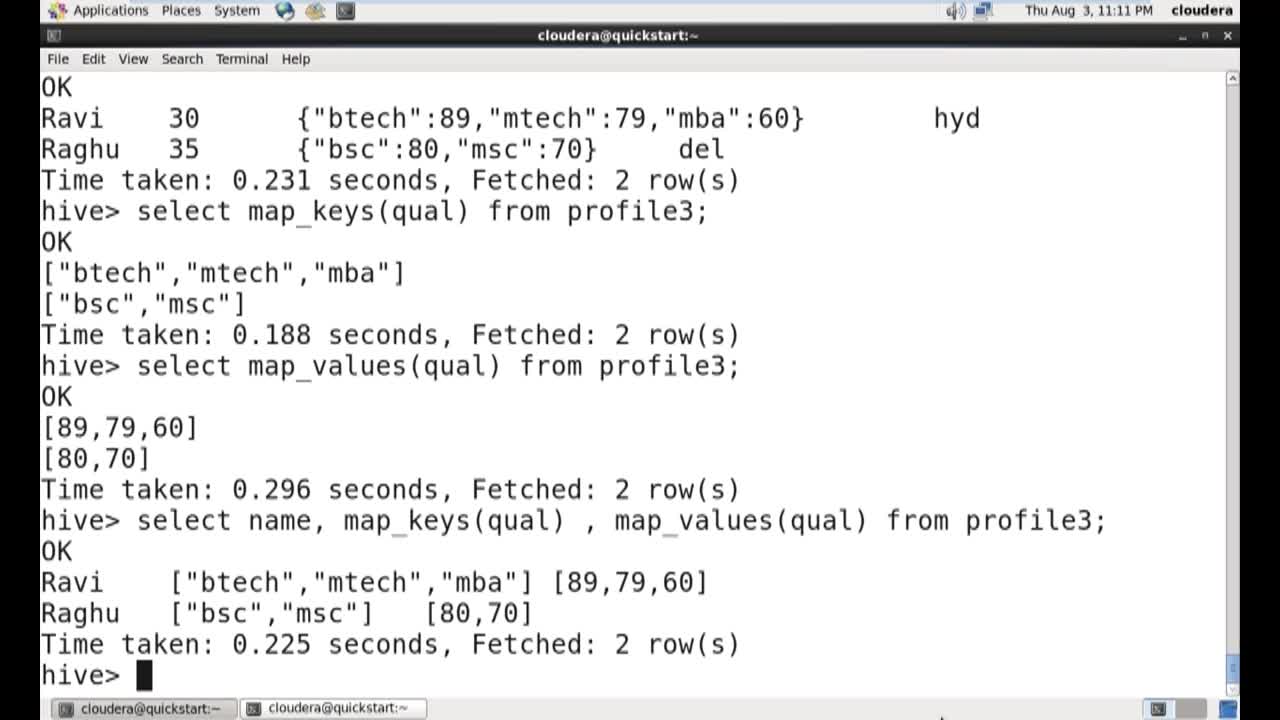 Applications Places System Thu Aug 3, 11:11 PM cloudera
cloudera@quickstart:~
File Edit View Search Terminal Help
OK
Ravi 30 {"btech":89,"mtech":79,"mba":60} hyd
Raghu 35 {"bsc":80,"msc":70} del
Time taken: 0.231 seconds, Fetched: 2 row(s)
hive> select map_keys(qual) from profile3;
OK
["btech","mtech","mba"]
["bsc","msc"]
Time taken: 0.188 seconds, Fetched: 2 row(s)
hive> select map_values(qual) from profile3;
OK
[89,79,60]
[80,70]
Time taken: 0.296 seconds, Fetched: 2 row(s)
hive> select name, map_keys(qual) , map_values(qual) from profile3;
OK
Ravi ["btech","mtech","mba"] [89,79,60]
Raghu ["bsc","msc"] [80,70]
Time taken: 0.225 seconds, Fetched: 2 row(s)
hive>
cloudera@quickstart:~ cloudera@quickstart:~